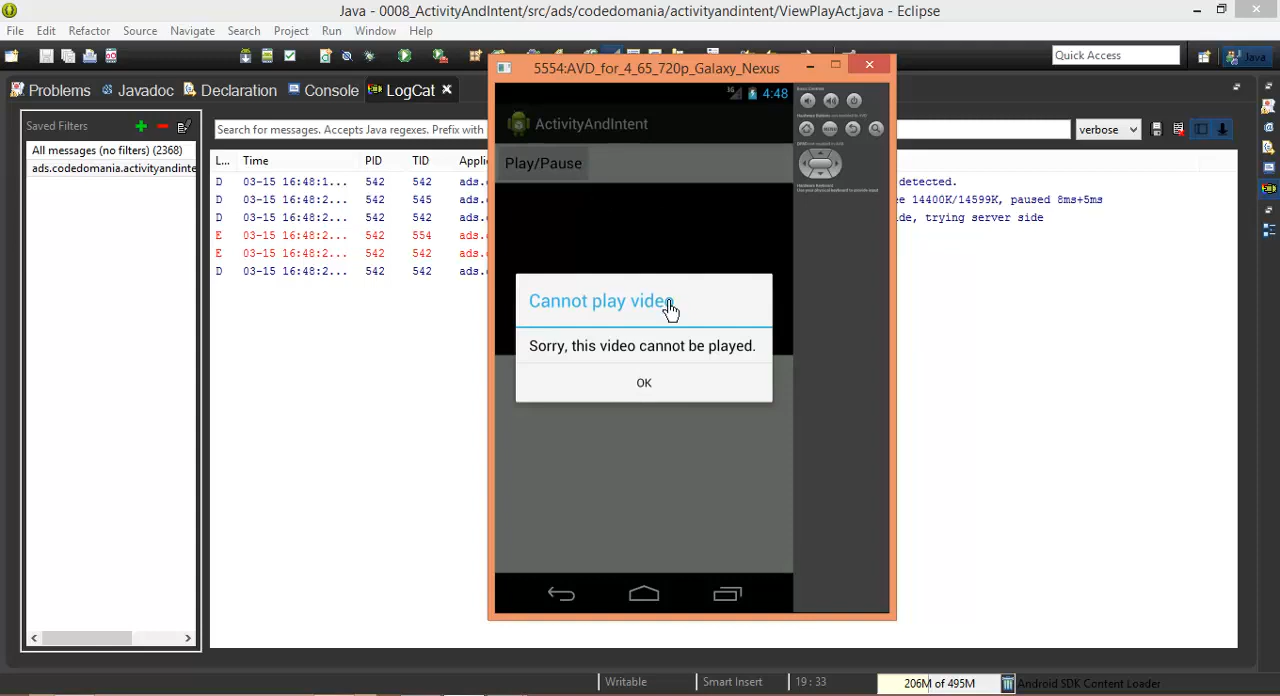 Java - 0008_ActivityAndIntent/src/ads/codedomania/activityandintent/ViewPlayAct.java - Eclipse
File Edit Refactor Source Navigate Search Project Run Window Help
Quick Access
Java
5554:AVD_for_4_65_720p_Galaxy_Nexus
Problems Javadoc Declaration Console LogCat
Saved Filters
All messages (no filters) (2368)
ads.codedomania.activityandinte
Search for messages. Accepts Java regexes. Prefix with
verbose
L... Time PID TID Applic
D 03-15 16:48:1... 542 542 ads. detected.
D 03-15 16:48:2... 542 545 ads. e 14400K/14599K, paused 8ms+5ms
D 03-15 16:48:2... 542 542 ads. de, trying server side
E 03-15 16:48:2... 542 554 ads.
E 03-15 16:48:2... 542 542 ads.
D 03-15 16:48:2... 542 542 ads.
4:48
ActivityAndIntent
Play/Pause
Cannot play video
Sorry, this video cannot be played.
OK
MENU
Writable Smart Insert 19 : 33 206M of 495M Android SDK Content Loader